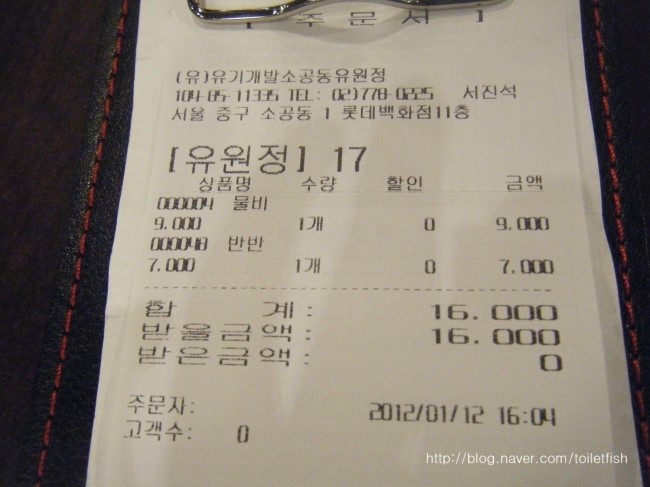 [ 주 문 서 ]
(유)유기개발소공동유원정
104-85-11335 TEL: 02)778-0225 서진석
서울 중구 소공동 1 롯데백화점11층
[유원정] 17
상품명 수량 할인 금액
000004 물비
9.000 1개 0 9.000
000048 반반
7.000 1개 0 7.000
합 계: 16.000
받을금액: 16.000
받은금액: 0
주문자:
2012/01/12 16:04
고객수: 0
http://blog.naver.com/toiletfish